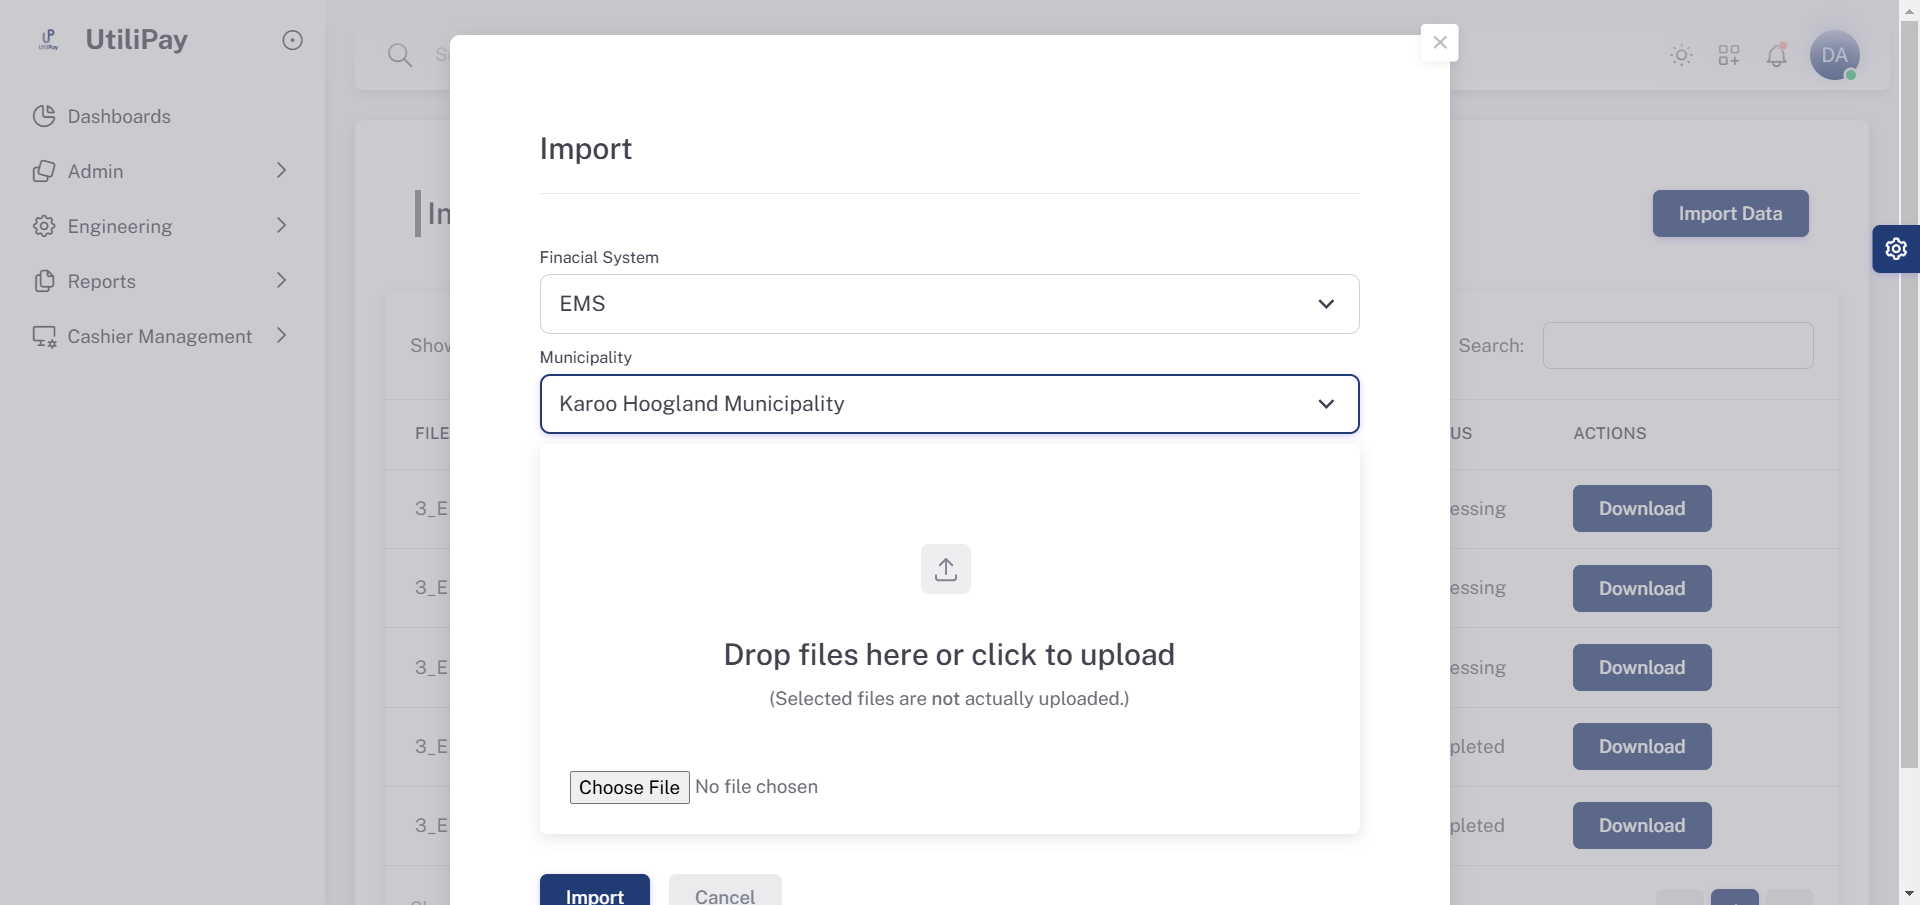 UtiliPay
DA
Dashboards
Admin
Engineering
Reports
Cashier Management
Import
Import Data
Finacial System
EMS
Municipality
Show
Search:
Karoo Hoogland Municipality
FILE
US
ACTIONS
3_E
essing
Download
3_E
essing
Download
Drop files here or click to upload
3_E
essing
Download
(Selected files are not actually uploaded.)
3_E
pleted
Download
Choose File No file chosen
3_E
pleted
Download
Import
Cancel